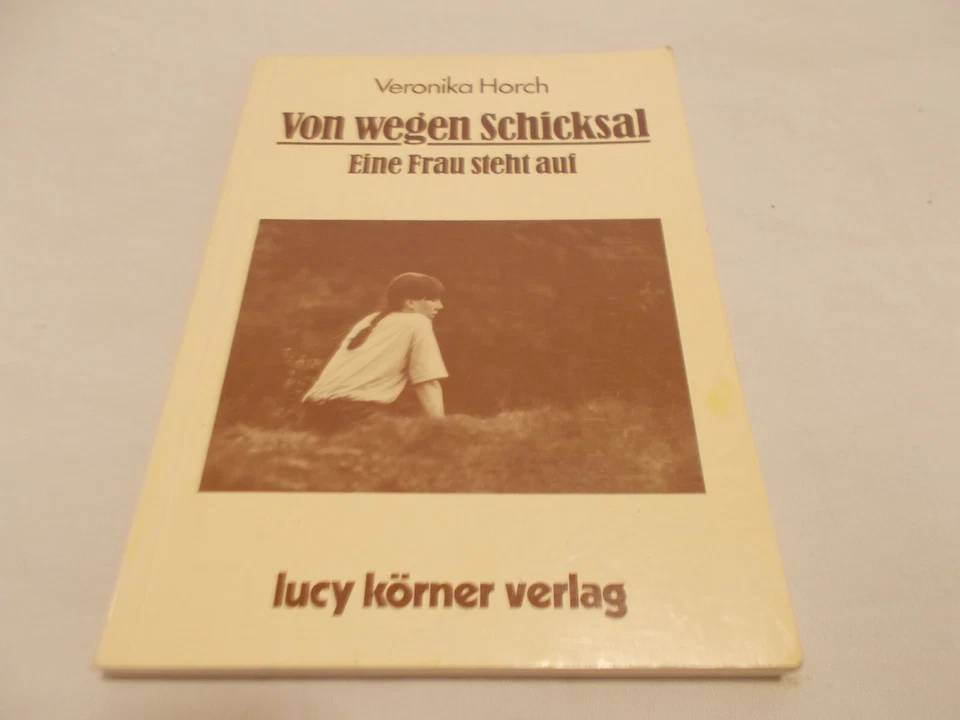 Veronika Horch
Von wegen Schicksal
Eine Frau steht auf
lucy körner verlag